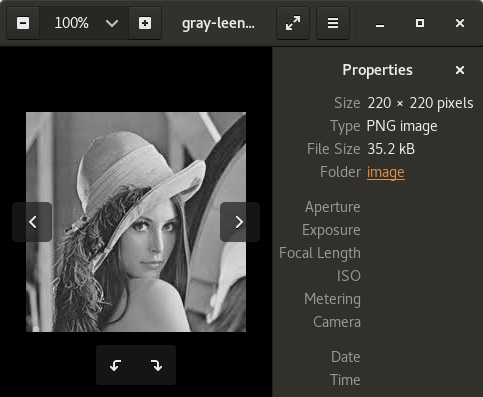 100% gray-leen...
Properties
Size 220 × 220 pixels
Type PNG image
File Size 35.2 kB
Folder image
Aperture
Exposure
Focal Length
ISO
Metering
Camera
Date
Time